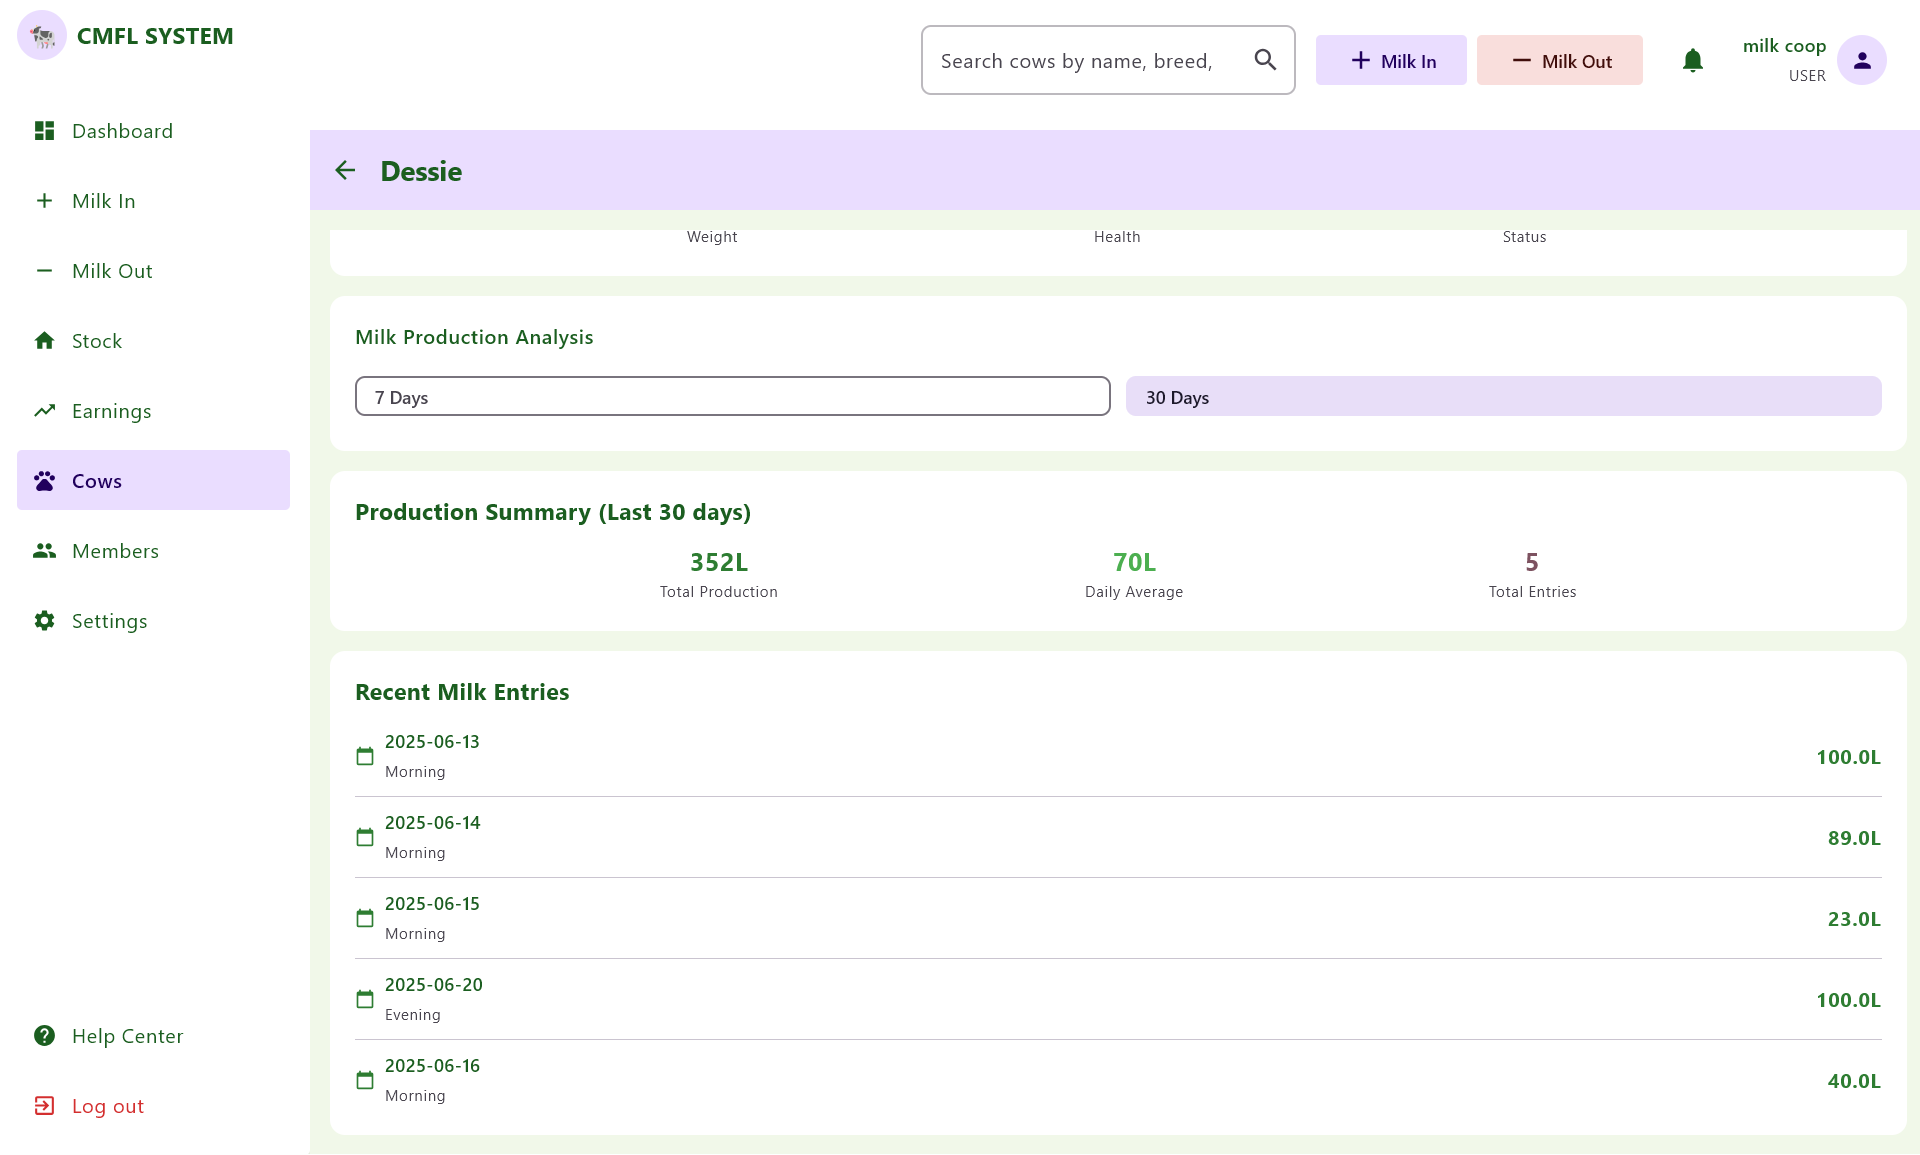 CMFL SYSTEM
Search cows by name, breed,
Milk In
Milk Out
milk coop
USER
Dashboard
Milk In
Milk Out
Stock
Earnings
Cows
Members
Settings
Help Center
Log out
Dessie
Weight
Health
Status
Milk Production Analysis
7 Days
30 Days
Production Summary (Last 30 days)
352L
Total Production
70L
Daily Average
5
Total Entries
Recent Milk Entries
2025-06-13
Morning
100.0L
2025-06-14
Morning
89.0L
2025-06-15
Morning
23.0L
2025-06-20
Evening
100.0L
2025-06-16
Morning
40.0L